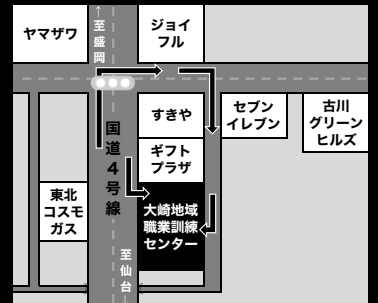 ↑至盛岡
ヤマザワ
ジョイ
フル
すきや
セブン
イレブン
古川
グリーン
ヒルズ
国道４号線
ギフト
プラザ
東北
コスモ
ガス
大崎地域
職業訓練
センター
至仙台